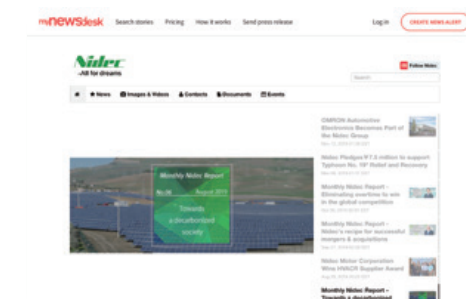 mynewsdesk Search stories Pricing How it works Send press release Log in CREATE NEWS ALERT
Nidec
-All for dreams
Follow Nidec
Search
News Images & Videos Contacts Documents Events
OMRON Automotive
Electronics Becomes Part of
the Nidec Group
Nidec Pledges ¥7.5 million to support
Typhoon No. 19* Relief and Recovery
Monthly Nidec Report -
Eliminating overtime to win
in the global competition
Monthly Nidec Report -
Nidec's recipe for successful
mergers & acquisitions
Nidec Motor Corporation
Wins HVACR Supplier Award
Monthly Nidec Report -
Towards a decarbonized
Monthly Nidec Report
No.06 August 2019
Towards
a decarbonized
society